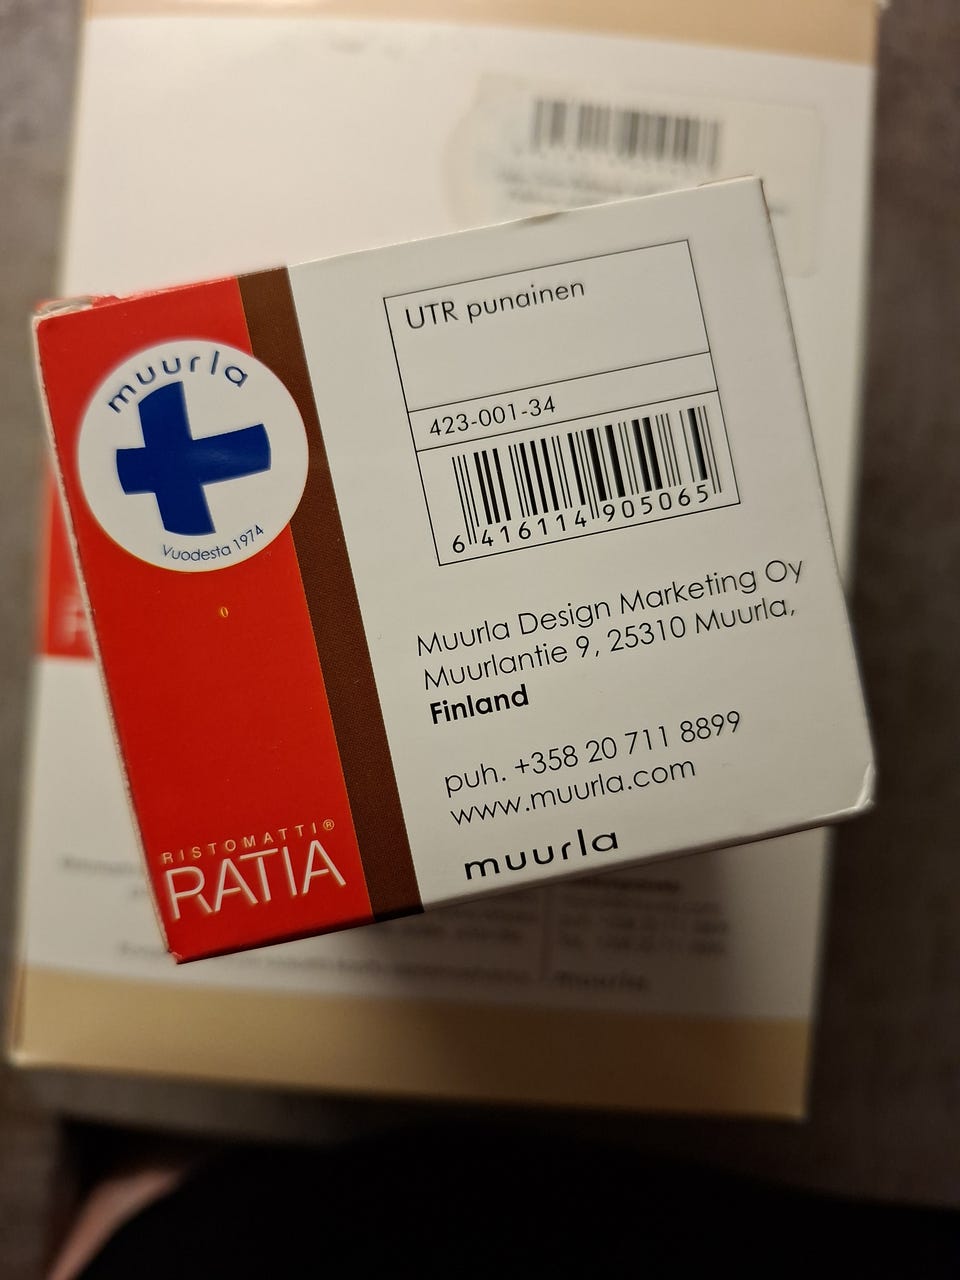 muurla
Vuodesta 1974
RISTOMATTI®
RATIA
UTR punainen
423-001-34
6 416114 905065
Muurla Design Marketing Oy
Muurlantie 9, 25310 Muurla,
Finland
puh. +358 20 711 8899
www.muurla.com
muurla